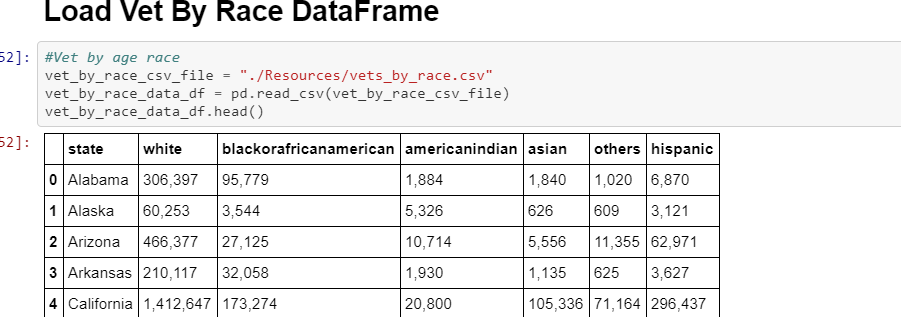 Load Vet By Race DataFrame
52]: #Vet by age race
vet_by_race_csv_file = "./Resources/vets_by_race.csv"
vet_by_race_data_df = pd.read_csv(vet_by_race_csv_file)
vet_by_race_data_df.head()
52]:
state white blackorafricanamerican americanindian asian others hispanic
0 Alabama 306,397 95,779 1,884 1,840 1,020 6,870
1 Alaska 60,253 3,544 5,326 626 609 3,121
2 Arizona 466,377 27,125 10,714 5,556 11,355 62,971
3 Arkansas 210,117 32,058 1,930 1,135 625 3,627
4 California 1,412,647 173,274 20,800 105,336 71,164 296,437